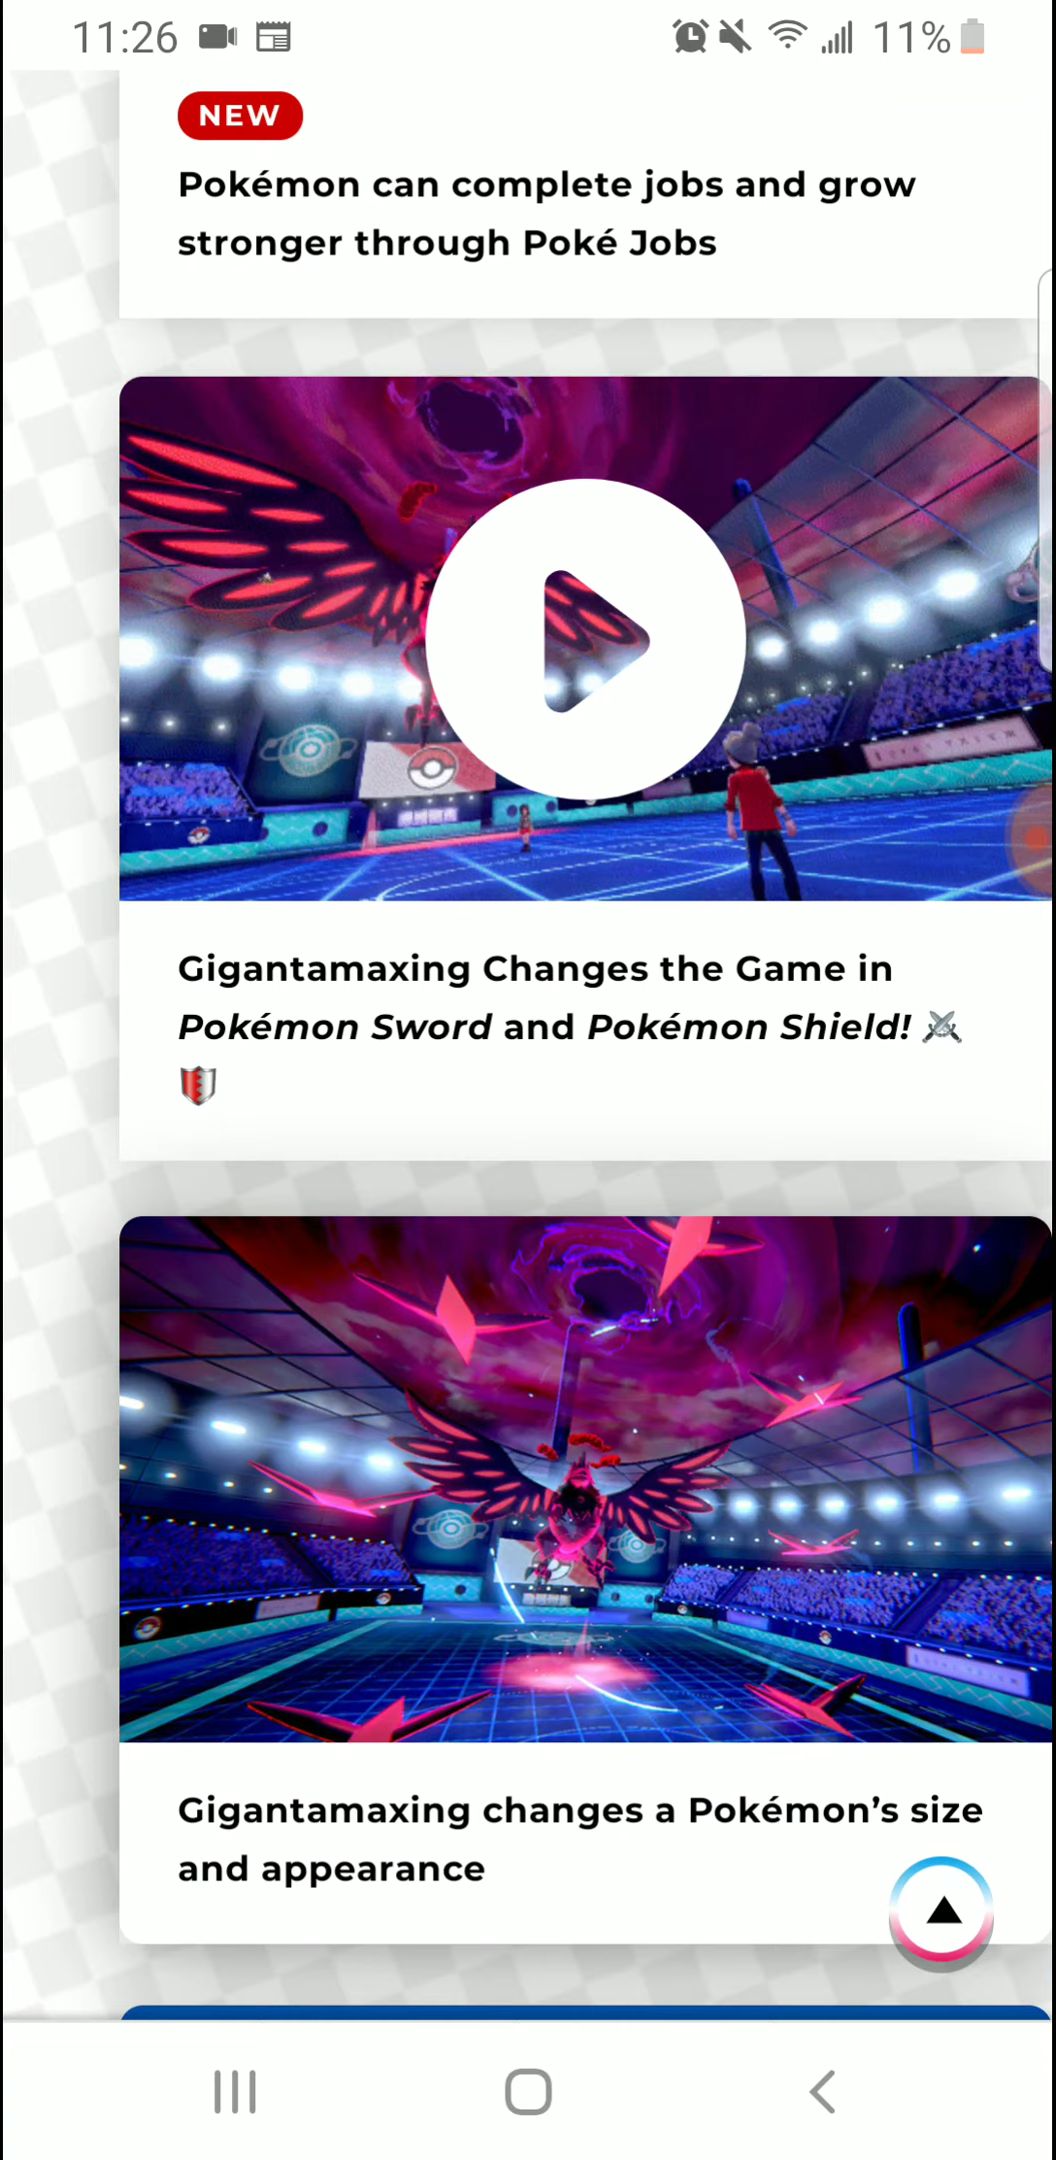 11:26
11%
NEW
Pokémon can complete jobs and grow
stronger through Poké Jobs
Gigantamaxing Changes the Game in
Pokémon Sword and Pokémon Shield! ⚔️
🛡️
Gigantamaxing changes a Pokémon’s size
and appearance